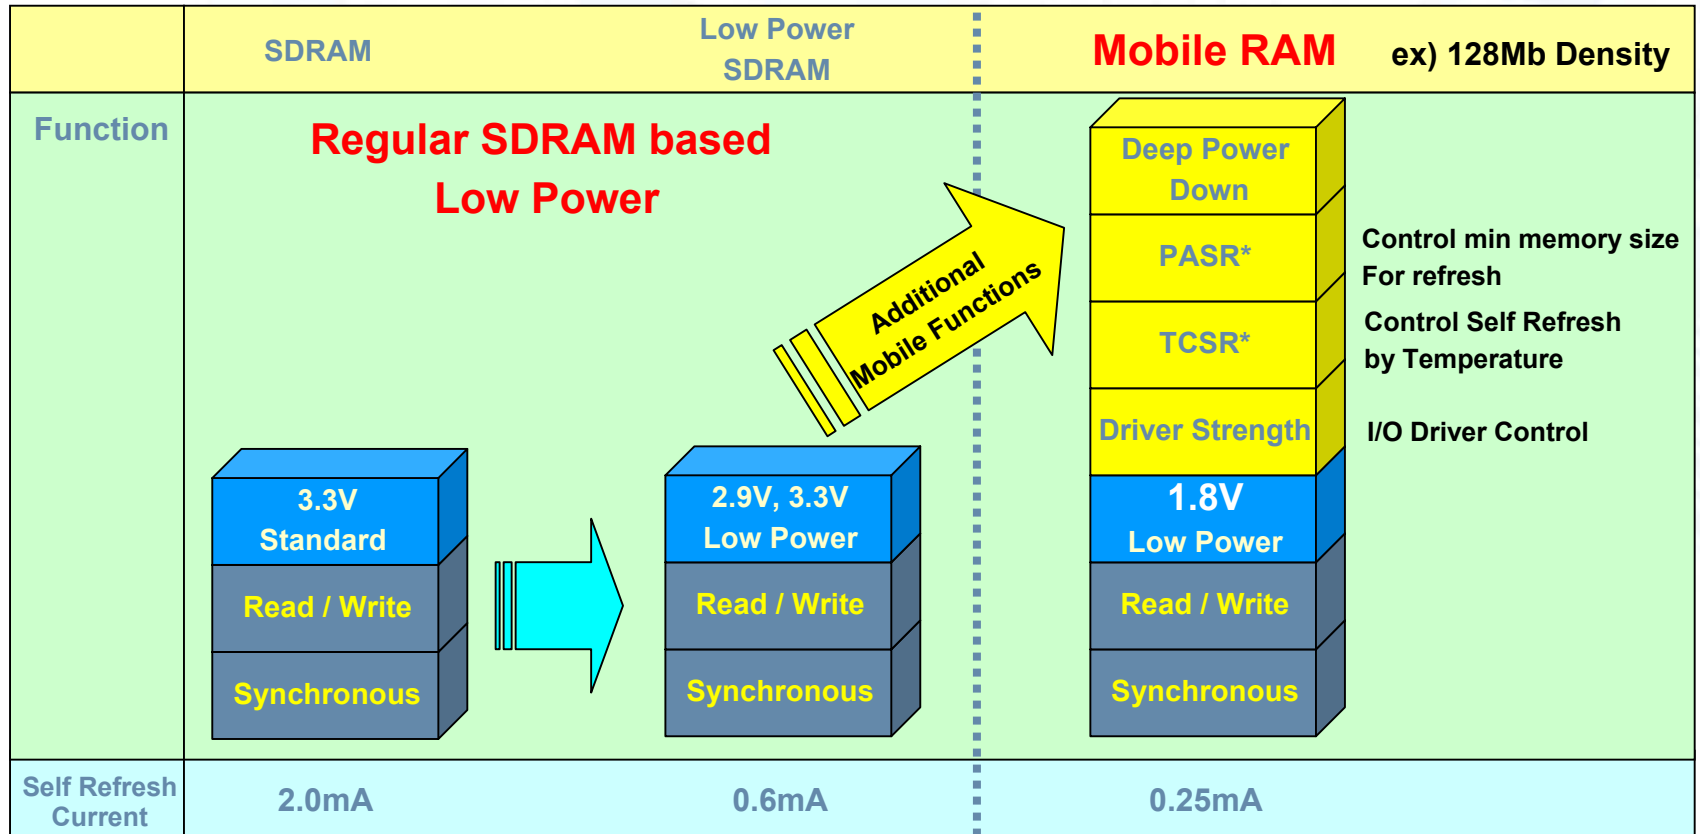 SDRAM
Low Power
SDRAM
Mobile RAM
ex) 128Mb Density
Function
Regular SDRAM based
Low Power
Additional
Mobile Functions
3.3V
Standard
Read / Write
Synchronous
2.9V, 3.3V
Low Power
Read / Write
Synchronous
Deep Power
Down
PASR*
Control min memory size
For refresh
TCSR*
Control Self Refresh
by Temperature
Driver Strength
I/O Driver Control
1.8V
Low Power
Read / Write
Synchronous
Self Refresh
Current
2.0mA
0.6mA
0.25mA